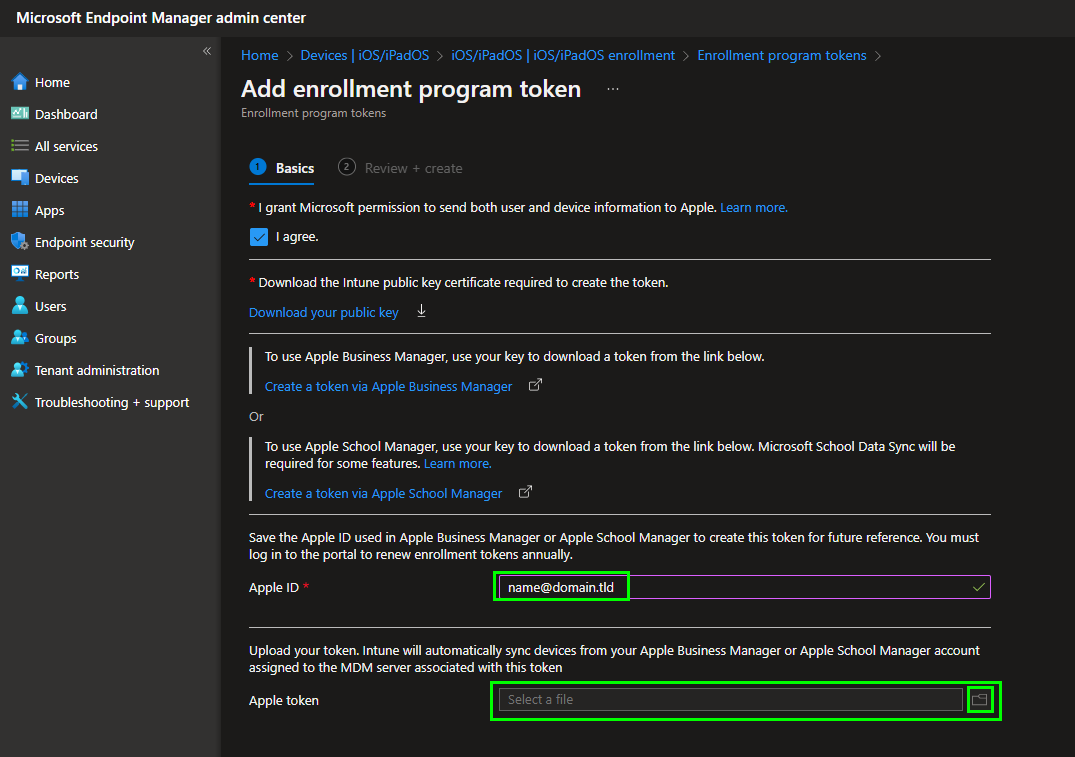 Microsoft Endpoint Manager admin center
«
Home
Dashboard
All services
Devices
Apps
Endpoint security
Reports
Users
Groups
Tenant administration
Troubleshooting + support
Home > Devices | iOS/iPadOS > iOS/iPadOS | iOS/iPadOS enrollment > Enrollment program tokens >
Add enrollment program token ...
Enrollment program tokens
1 Basics 2 Review + create
* I grant Microsoft permission to send both user and device information to Apple. Learn more.
I agree.
* Download the Intune public key certificate required to create the token.
Download your public key
To use Apple Business Manager, use your key to download a token from the link below.
Create a token via Apple Business Manager
Or
To use Apple School Manager, use your key to download a token from the link below. Microsoft School Data Sync will be
required for some features. Learn more.
Create a token via Apple School Manager
Save the Apple ID used in Apple Business Manager or Apple School Manager to create this token for future reference. You must
log in to the portal to renew enrollment tokens annually.
Apple ID * name@domain.tld
Upload your token. Intune will automatically sync devices from your Apple Business Manager or Apple School Manager account
assigned to the MDM server associated with this token
Apple token Select a file